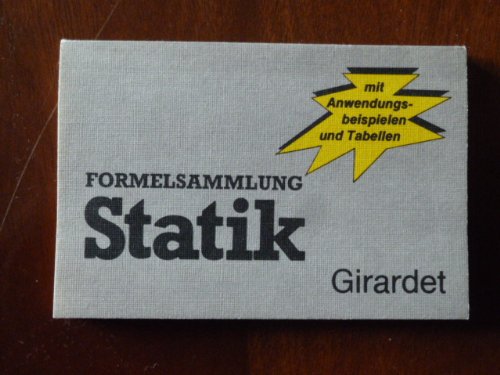 mit
Anwendungs-
beispielen
und Tabellen
FORMELSAMMLUNG
Statik
Girardet